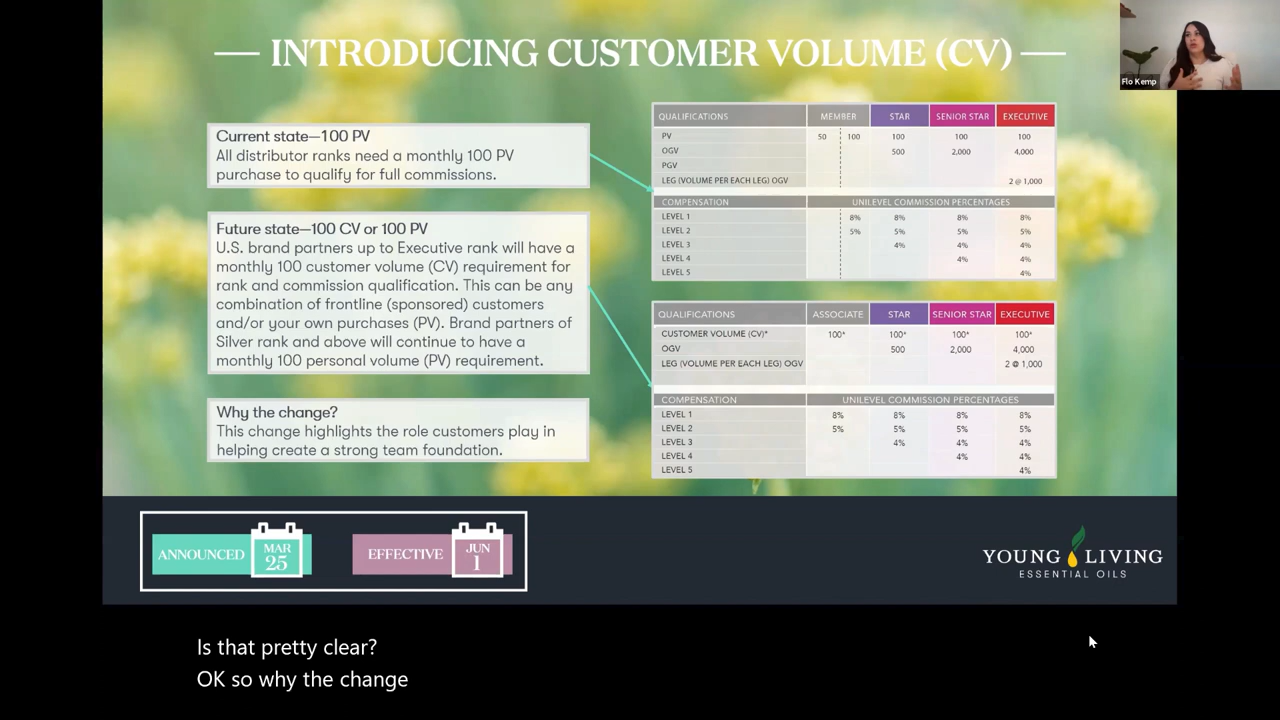 INTRODUCING CUSTOMER VOLUME (CV)
Flo Kemp
Current state—100 PV
All distributor ranks need a monthly 100 PV
purchase to qualify for full commissions.
Future state—100 CV or 100 PV
U.S. brand partners up to Executive rank will have a
monthly 100 customer volume (CV) requirement for
rank and commission qualification. This can be any
combination of frontline (sponsored) customers
and/or your own purchases (PV). Brand partners of
Silver rank and above will continue to have a
monthly 100 personal volume (PV) requirement.
Why the change?
This change highlights the role customers play in
helping create a strong team foundation.
QUALIFICATIONS MEMBER STAR SENIOR STAR EXECUTIVE
PV 50 100 100 100 100
OGV 500 2,000 4,000
PGV
LEG (VOLUME PER EACH LEG) OGV 2 @ 1,000
COMPENSATION UNILEVEL COMMISSION PERCENTAGES
LEVEL 1 8% 8% 8% 8%
LEVEL 2 5% 5% 5% 5%
LEVEL 3 4% 4% 4%
LEVEL 4 4% 4%
LEVEL 5 4%
QUALIFICATIONS ASSOCIATE STAR SENIOR STAR EXECUTIVE
CUSTOMER VOLUME (CV)* 100* 100* 100* 100*
OGV 500 2,000 4,000
LEG (VOLUME PER EACH LEG) OGV 2 @ 1,000
COMPENSATION UNILEVEL COMMISSION PERCENTAGES
LEVEL 1 8% 8% 8% 8%
LEVEL 2 5% 5% 5% 5%
LEVEL 3 4% 4% 4%
LEVEL 4 4% 4%
LEVEL 5 4%
ANNOUNCED MAR 25
EFFECTIVE JUN 1
YOUNG LIVING
ESSENTIAL OILS
Is that pretty clear?
OK so why the change